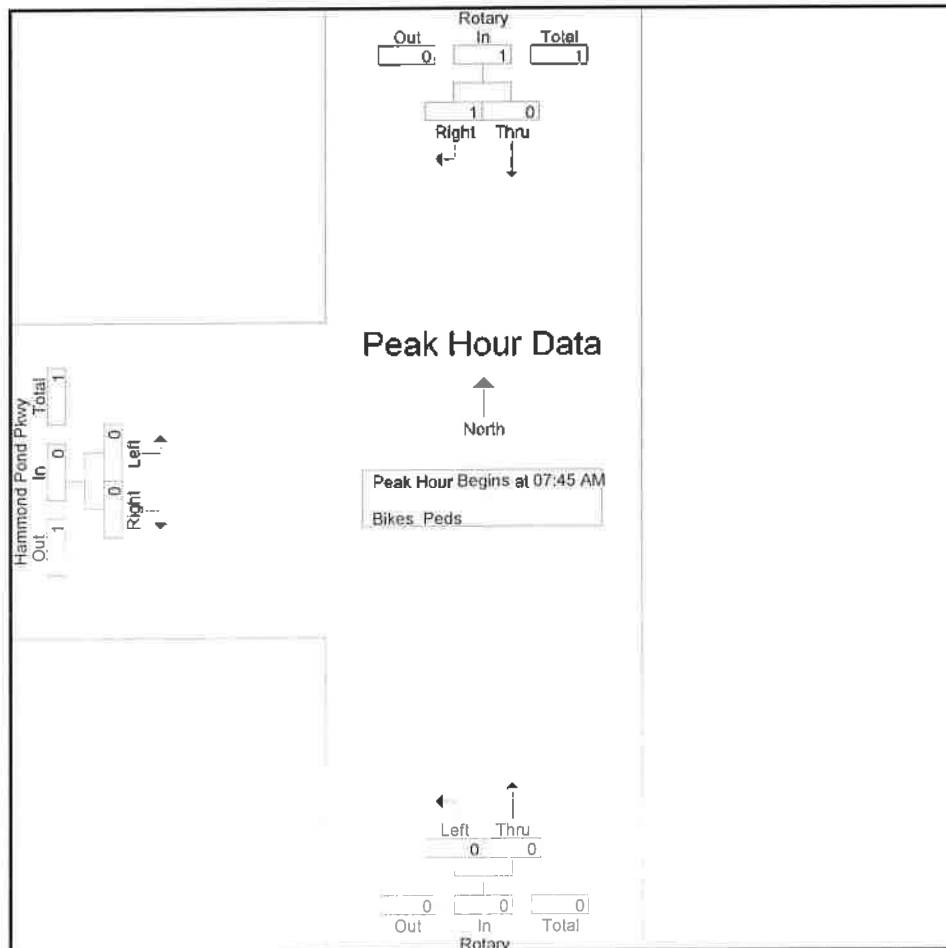 Rotary
Out In Total
0 1 1
1 0
Right Thru
Peak Hour Data
North
Peak Hour Begins at 07:45 AM
Bikes Peds
Hammond Pond Pkwy
Out In Total
1 0 1
0 0
Right Left
Left Thru
0 0
0 0 0
Out In Total
Rotary